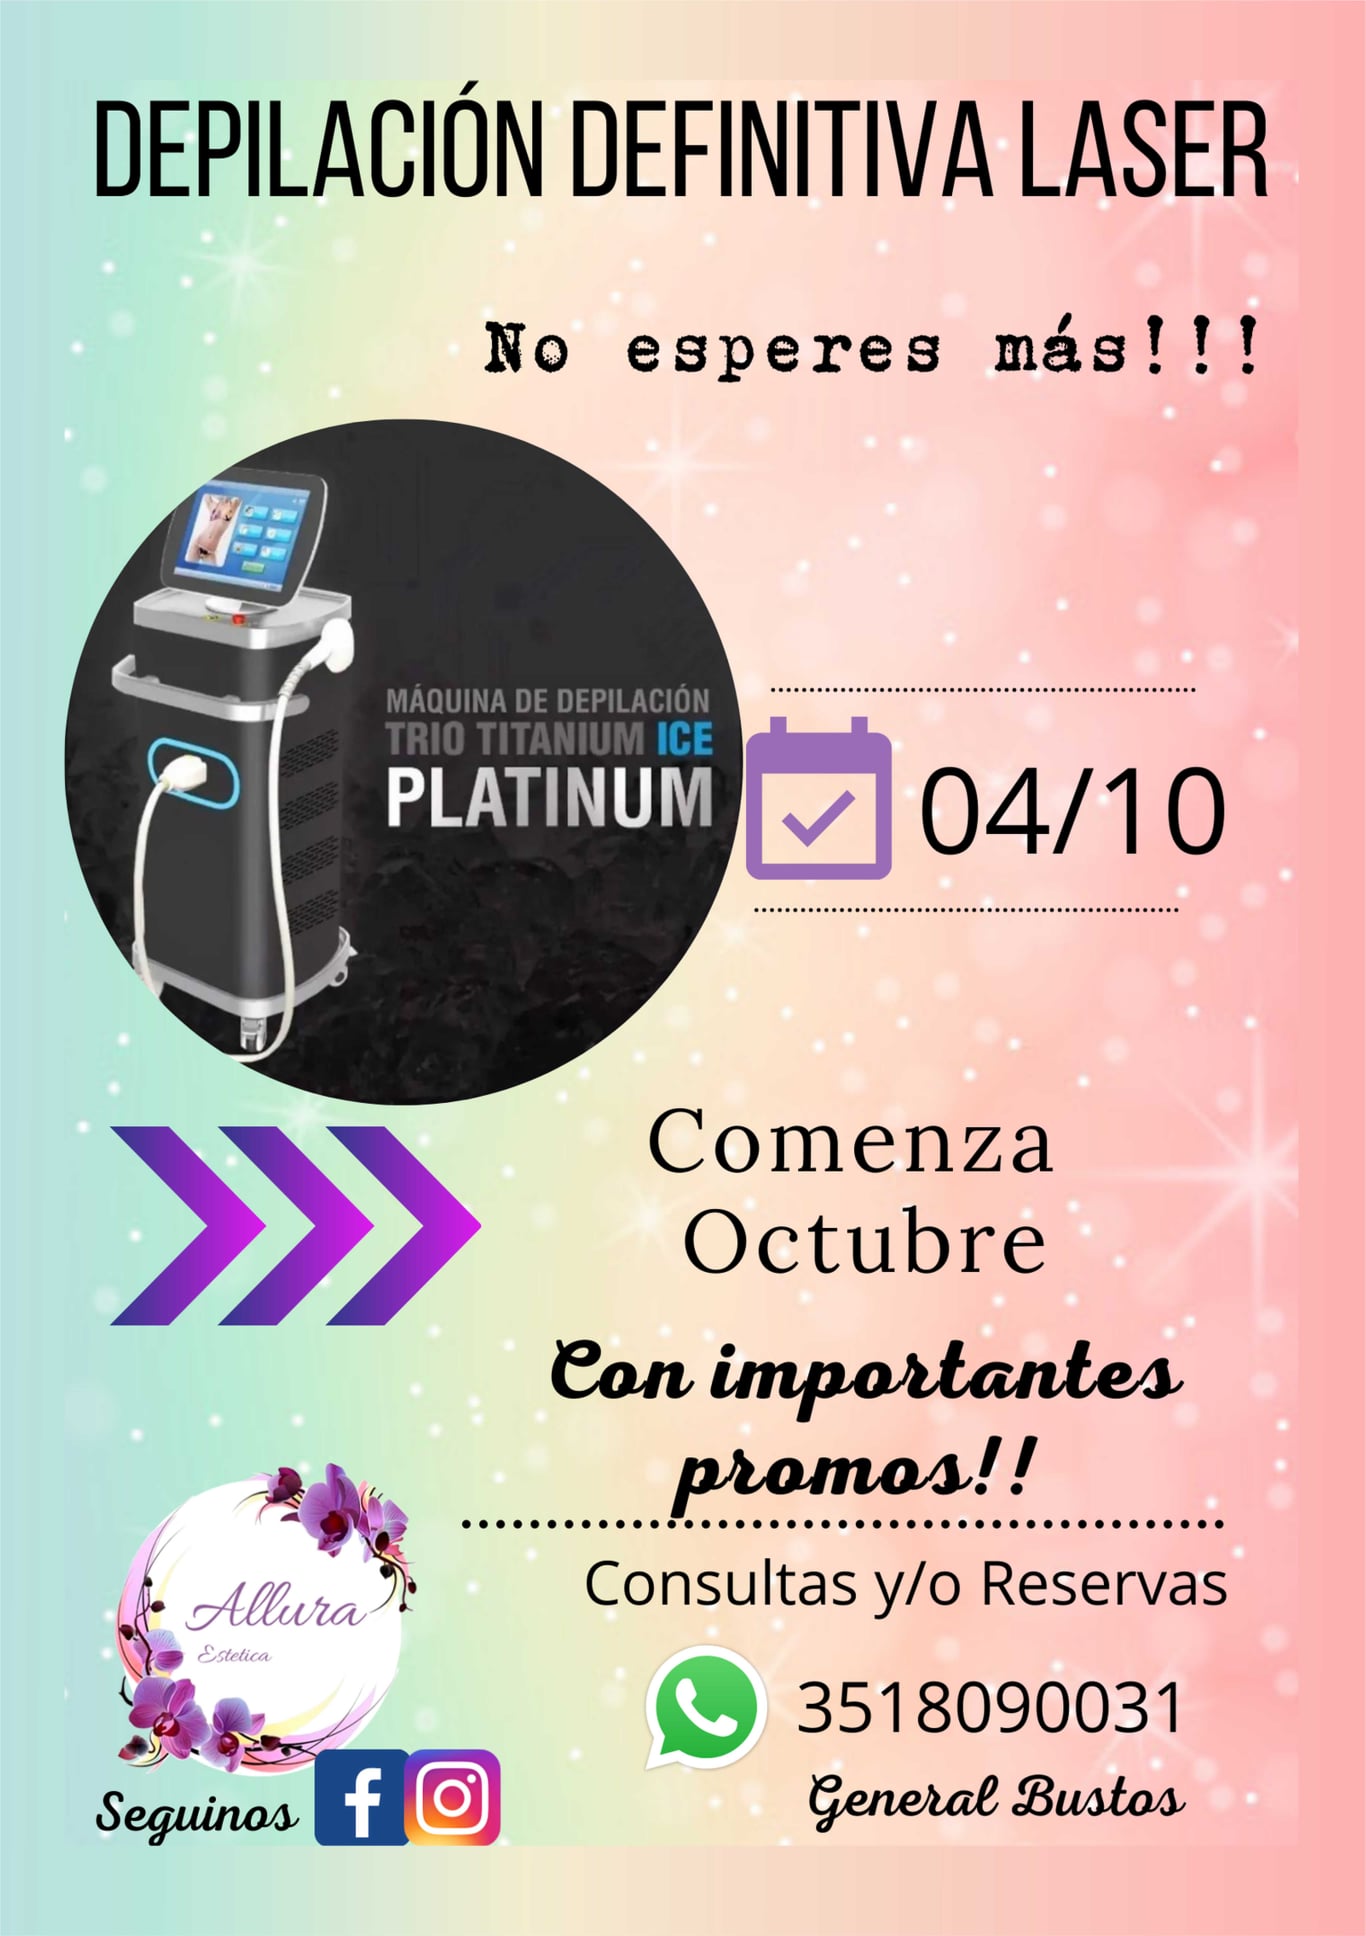 DEPILACIÓN DEFINITIVA LASER
No esperes más!!!
MÁQUINA DE DEPILACIÓN
TRIO TITANIUM ICE
PLATINUM
04/10
Comenza
Octubre
Con importantes
promos!!
Consultas y/o Reservas
Allura
Estetica
3518090031
General Bustos
Seguinos